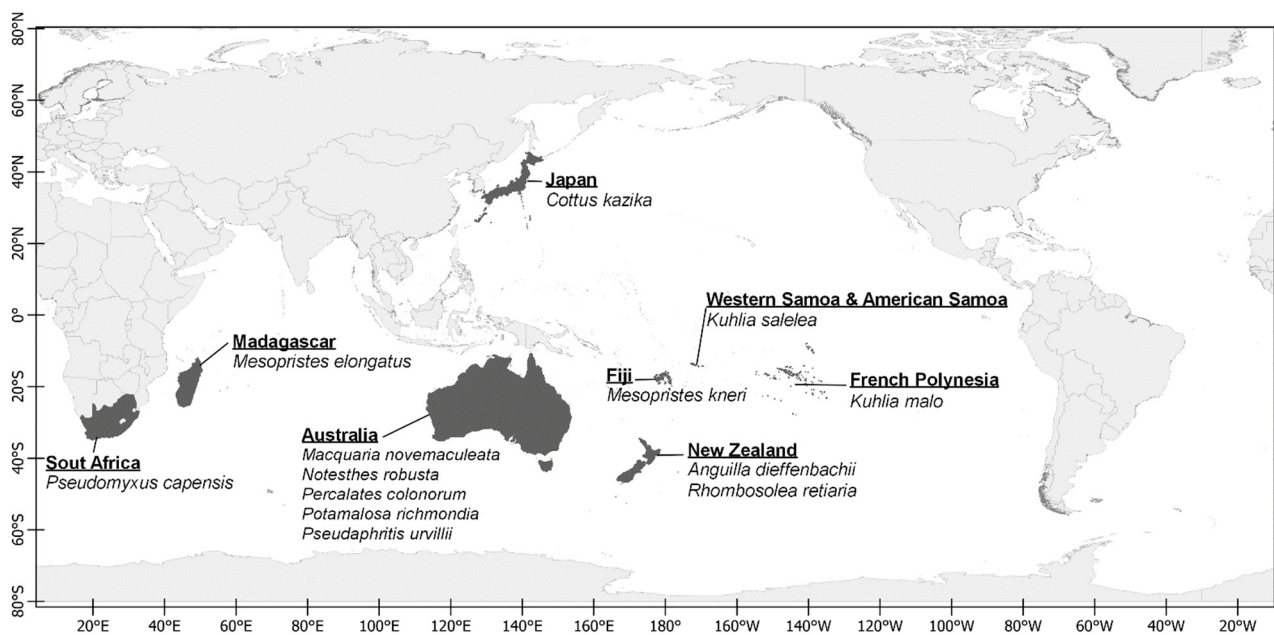 80°N
60°N
40°N
20°N
0°
20°S
40°S
60°S
80°S
Japan
Cottus kazika
Western Samoa & American Samoa
Kuhlia salelea
Madagascar
Mesopristes elongatus
Fiji
Mesopristes kneri
French Polynesia
Kuhlia malo
Australia
Macquaria novemaculeata
Notesthes robusta
Percalates colonorum
Potamalosa richmondia
Pseudaphritis urvillii
New Zealand
Anguilla dieffenbachii
Rhombosolea retiaria
Sout Africa
Pseudomyxus capensis
20°E 40°E 60°E 80°E 100°E 120°E 140°E 160°E 180° 160°W 140°W 120°W 100°W 80°W 60°W 40°W 20°W